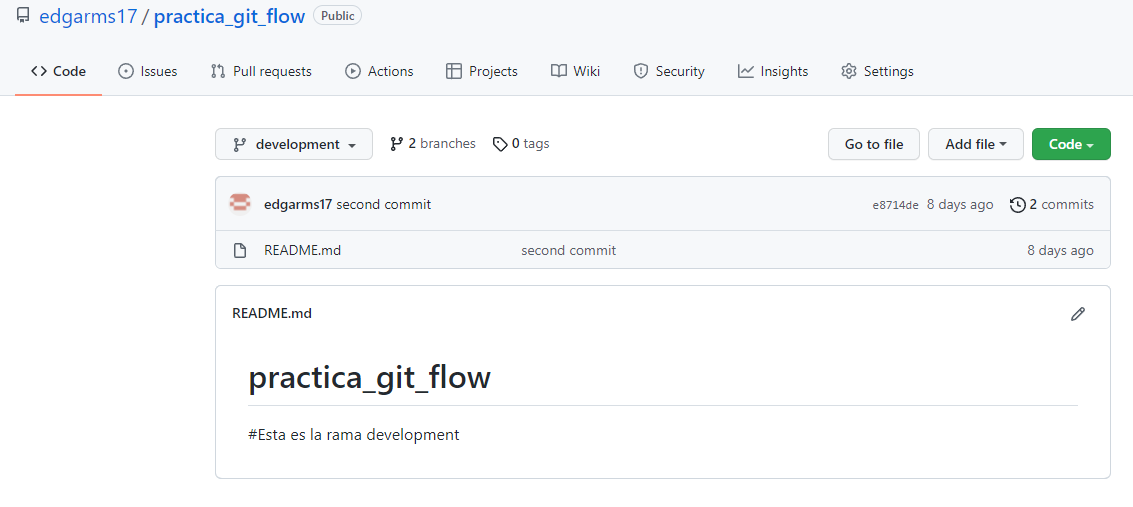 edgarms17 / practica_git_flow Public
Code Issues Pull requests Actions Projects Wiki Security Insights Settings
development 2 branches 0 tags Go to file Add file Code
edgarms17 second commit e8714de 8 days ago 2 commits
README.md second commit 8 days ago
README.md
practica_git_flow
#Esta es la rama development